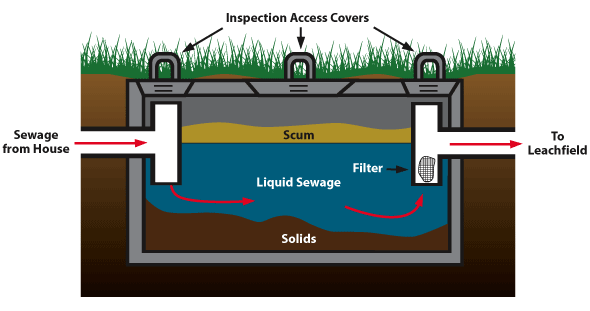 Inspection Access Covers
Sewage
from House
Scum
To
Leachfield
Filter
Liquid Sewage
Solids